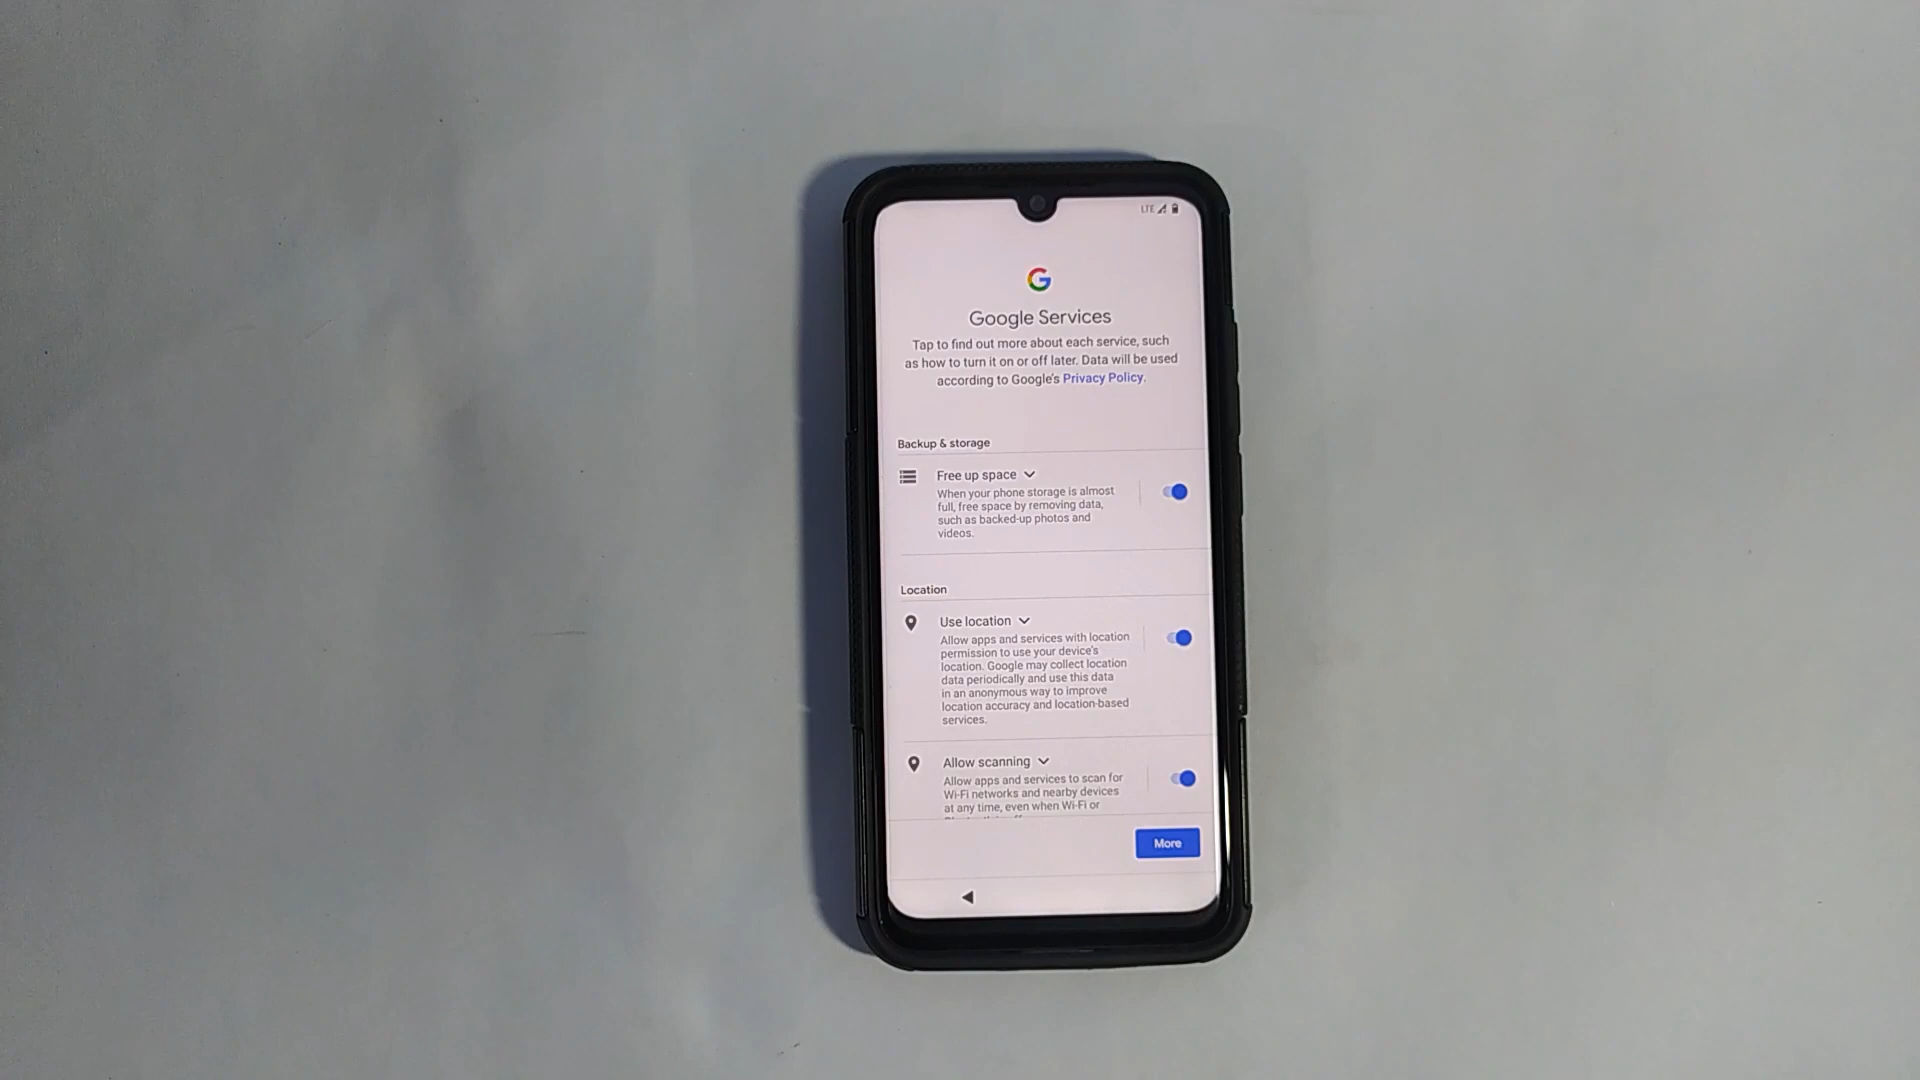 LTE
Google Services
Tap to find out more about each service, such
as how to turn it on or off later. Data will be used
according to Google's Privacy Policy.
Backup & storage
Free up space
When your phone storage is almost
full, free space by removing data,
such as backed-up photos and
videos.
Location
Use location
Allow apps and services with location
permission to use your device's
location. Google may collect location
data periodically and use this data
in an anonymous way to improve
location accuracy and location-based
services.
Allow scanning
Allow apps and services to scan for
Wi-Fi networks and nearby devices
at any time, even when Wi-Fi or
More